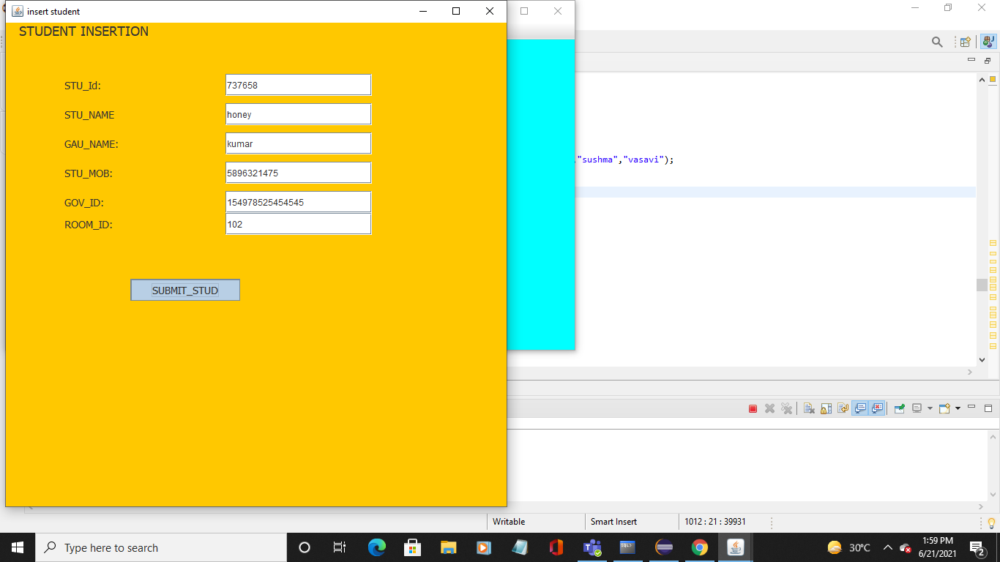 insert student
STUDENT INSERTION
STU_Id:
737658
STU_NAME
honey
GAU_NAME:
kumar
STU_MOB:
5896321475
GOV_ID:
154978525454545
ROOM_ID:
102
SUBMIT_STUD
"sushma","vasavi");
Writable
Smart Insert
1012 : 21 : 39931
Type here to search
SQL>
30°C
1:59 PM
6/21/2021
2